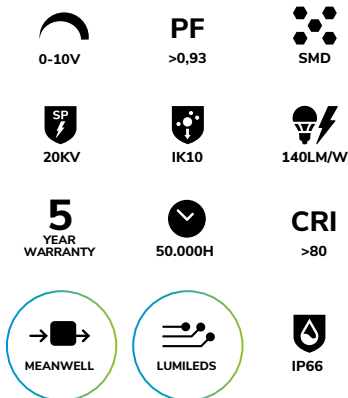 0-10V
PF
>0,93
SMD
SP
20KV
IK10
140LM/W
5
YEAR
WARRANTY
50.000H
CRI
>80
MEANWELL
LUMILEDS
IP66